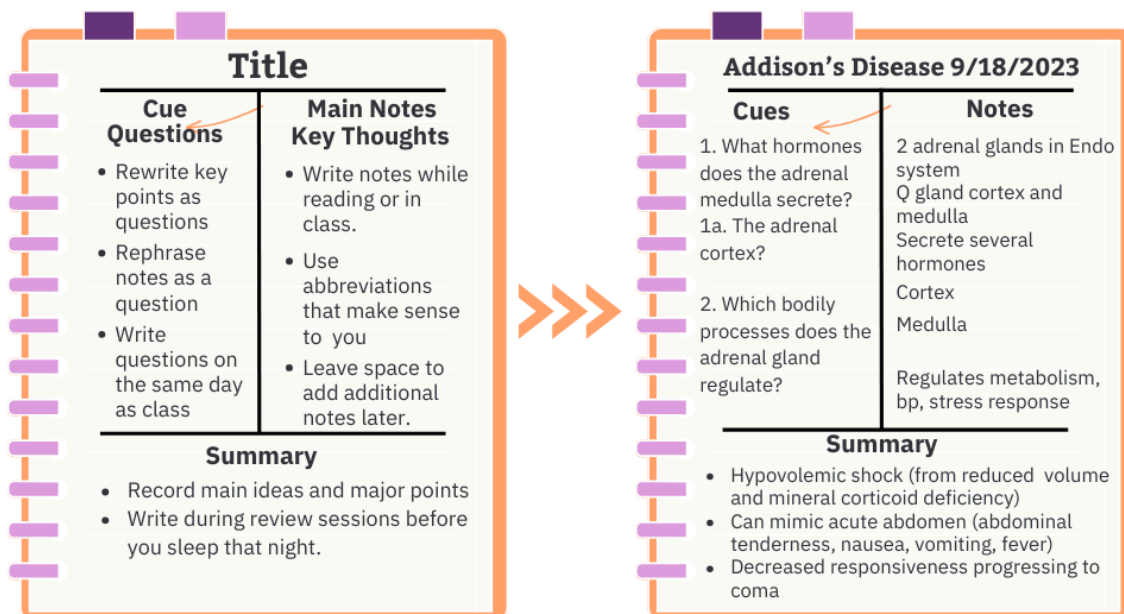 Title
Cue
Questions
• Rewrite key
points as
questions
• Rephrase
notes as a
question
• Write
questions on
the same day
as class
Main Notes
Key Thoughts
• Write notes while
reading or in
class.
• Use
abbreviations
that make sense
to you
• Leave space to
add additional
notes later.
Summary
• Record main ideas and major points
• Write during review sessions before
you sleep that night.
Addison's Disease 9/18/2023
Cues
1. What hormones
does the adrenal
medulla secrete?
1a. The adrenal
cortex?
2. Which bodily
processes does the
adrenal gland
regulate?
Notes
2 adrenal glands in Endo
system
Q gland cortex and
medulla
Secrete several
hormones
Cortex
Medulla
Regulates metabolism,
bp, stress response
Summary
• Hypovolemic shock (from reduced volume
and mineral corticoid deficiency)
• Can mimic acute abdomen (abdominal
tenderness, nausea, vomiting, fever)
• Decreased responsiveness progressing to
coma